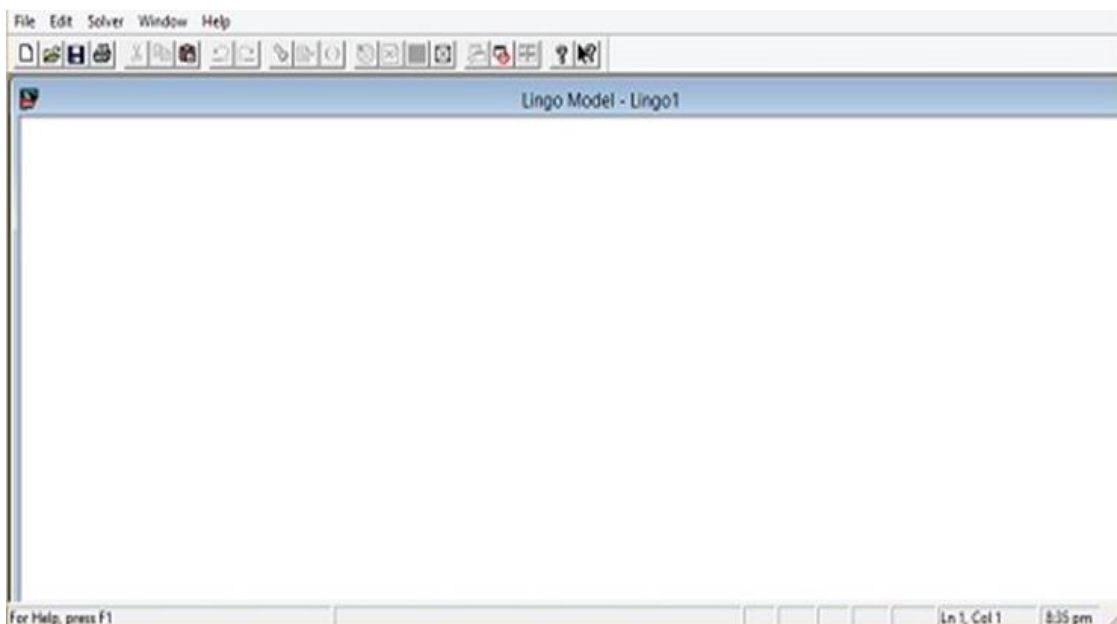 File Edit Solver Window Help
Lingo Model - Lingo1
For Help, press F1
Ln 1, Col 1
8:35 pm